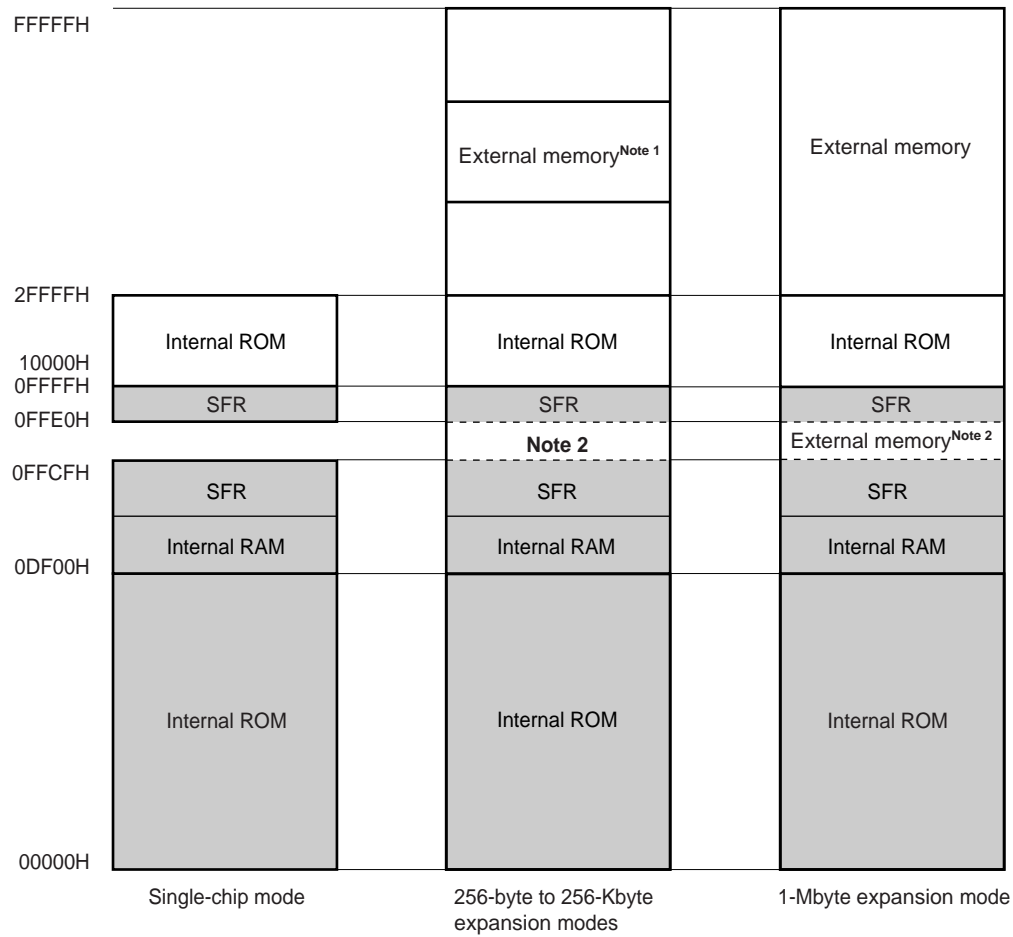 FFFFFH
External memoryNote 1
External memory
2FFFFH
Internal ROM
Internal ROM
Internal ROM
10000H
0FFFFH
SFR
SFR
SFR
0FFE0H
Note 2
External memoryNote 2
0FFCFH
SFR
SFR
SFR
Internal RAM
Internal RAM
Internal RAM
0DF00H
Internal ROM
Internal ROM
Internal ROM
00000H
Single-chip mode
256-byte to 256-Kbyte
expansion modes
1-Mbyte expansion mode